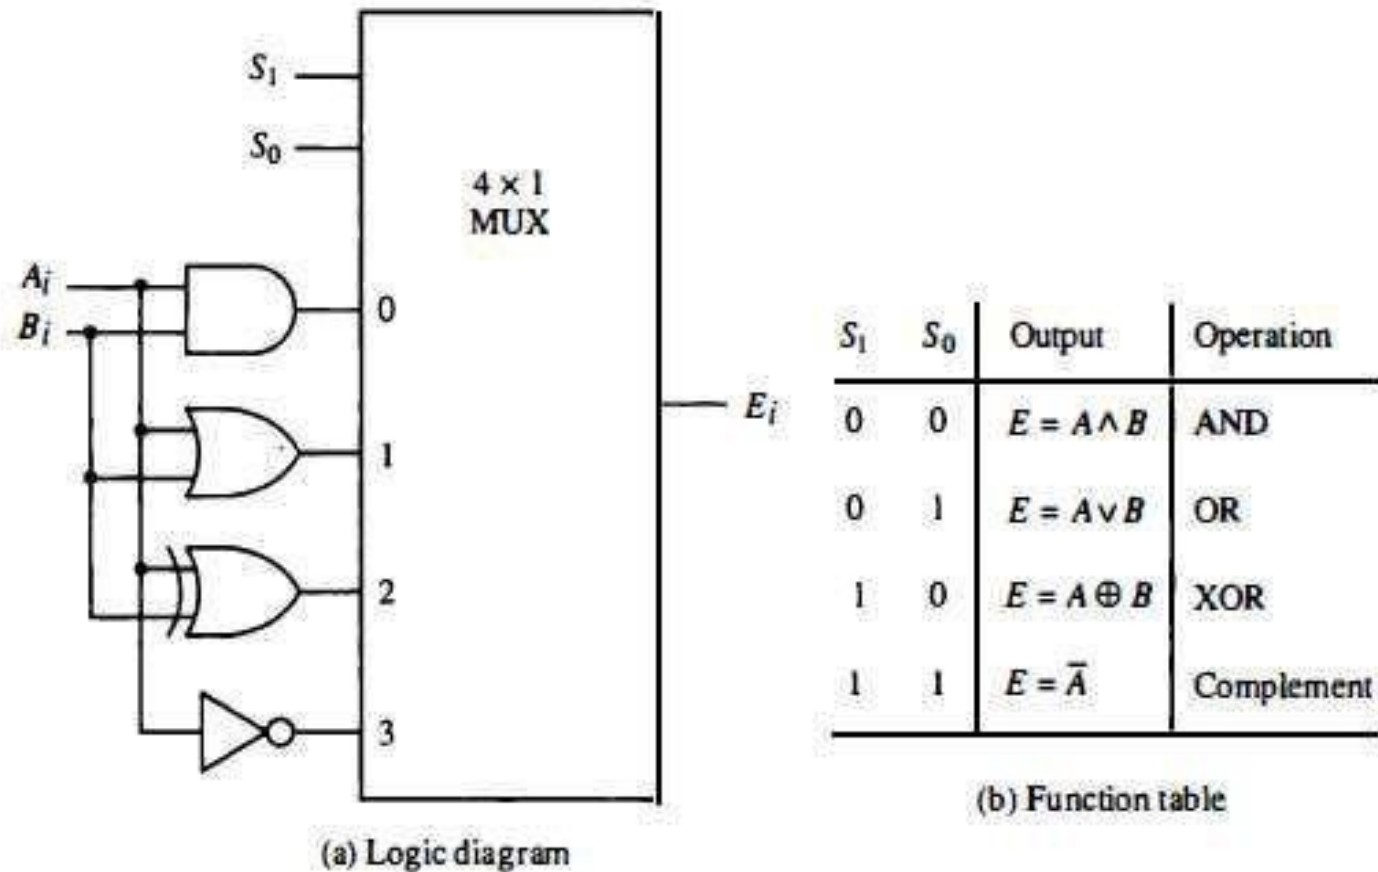 S₁
S₀
4 × 1
MUX
Aᵢ
Bᵢ
0
1
2
3
Eᵢ
(a) Logic diagram
S₁ S₀ Output Operation
0 0 E = A ∧ B AND
0 1 E = A ∨ B OR
1 0 E = A ⊕ B XOR
1 1 E = A̅ Complement
(b) Function table